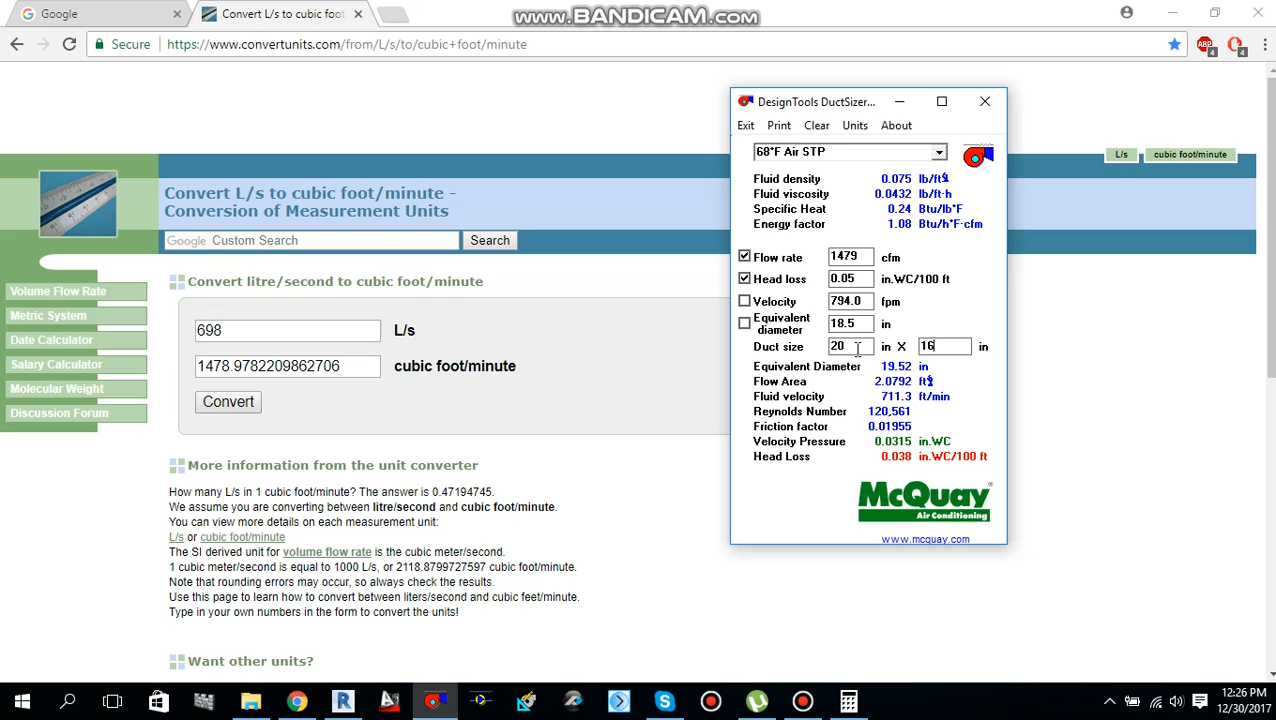 Google
Convert L/s to cubic foot
www.BANDICAM.com
Secure
https://www.convertunits.com/from/L/s/to/cubic+foot/minute
ABP
4
4
L/s
cubic foot/minute
Convert L/s to cubic foot/minute -
Conversion of Measurement Units
Google Custom Search
Search
Volume Flow Rate
Metric System
Date Calculator
Salary Calculator
Molecular Weight
Discussion Forum
Convert litre/second to cubic foot/minute
698
L/s
1478.9782209862706
cubic foot/minute
Convert
More information from the unit converter
How many L/s in 1 cubic foot/minute? The answer is 0.47194745.
We assume you are converting between litre/second and cubic foot/minute.
You can view more details on each measurement unit:
L/s or cubic foot/minute
The SI derived unit for volume flow rate is the cubic meter/second.
1 cubic meter/second is equal to 1000 L/s, or 2118.8799727597 cubic foot/minute.
Note that rounding errors may occur, so always check the results.
Use this page to learn how to convert between liters/second and cubic feet/minute.
Type in your own numbers in the form to convert the units!
Want other units?
DesignTools DuctSizer...
Exit Print Clear Units About
68°F Air STP
Fluid density 0.075 lb/ft³
Fluid viscosity 0.0432 lb/ft·h
Specific Heat 0.24 Btu/lb°F
Energy factor 1.08 Btu/h°F·cfm
Flow rate 1479 cfm
Head loss 0.05 in.WC/100 ft
Velocity 794.0 fpm
Equivalent diameter 18.5 in
Duct size 20 in X 16 in
Equivalent Diameter 19.52 in
Flow Area 2.0792 ft²
Fluid velocity 711.3 ft/min
Reynolds Number 120,561
Friction factor 0.01955
Velocity Pressure 0.0315 in.WC
Head Loss 0.038 in.WC/100 ft
McQuay®
Air Conditioning
www.mcquay.com
12:26 PM
12/30/2017